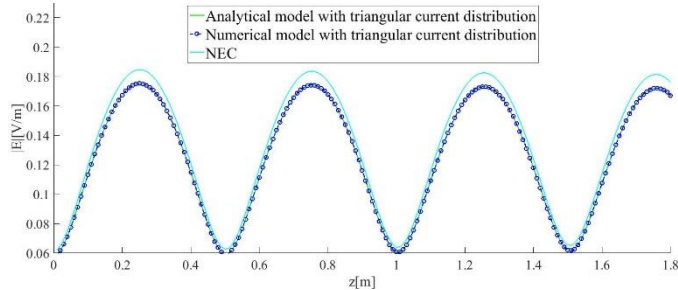 Analytical model with triangular current distribution
Numerical model with triangular current distribution
NEC
|E|[V/m]
0.22
0.2
0.18
0.16
0.14
0.12
0.1
0.08
0.06
0 0.2 0.4 0.6 0.8 1 1.2 1.4 1.6 1.8
z[m]